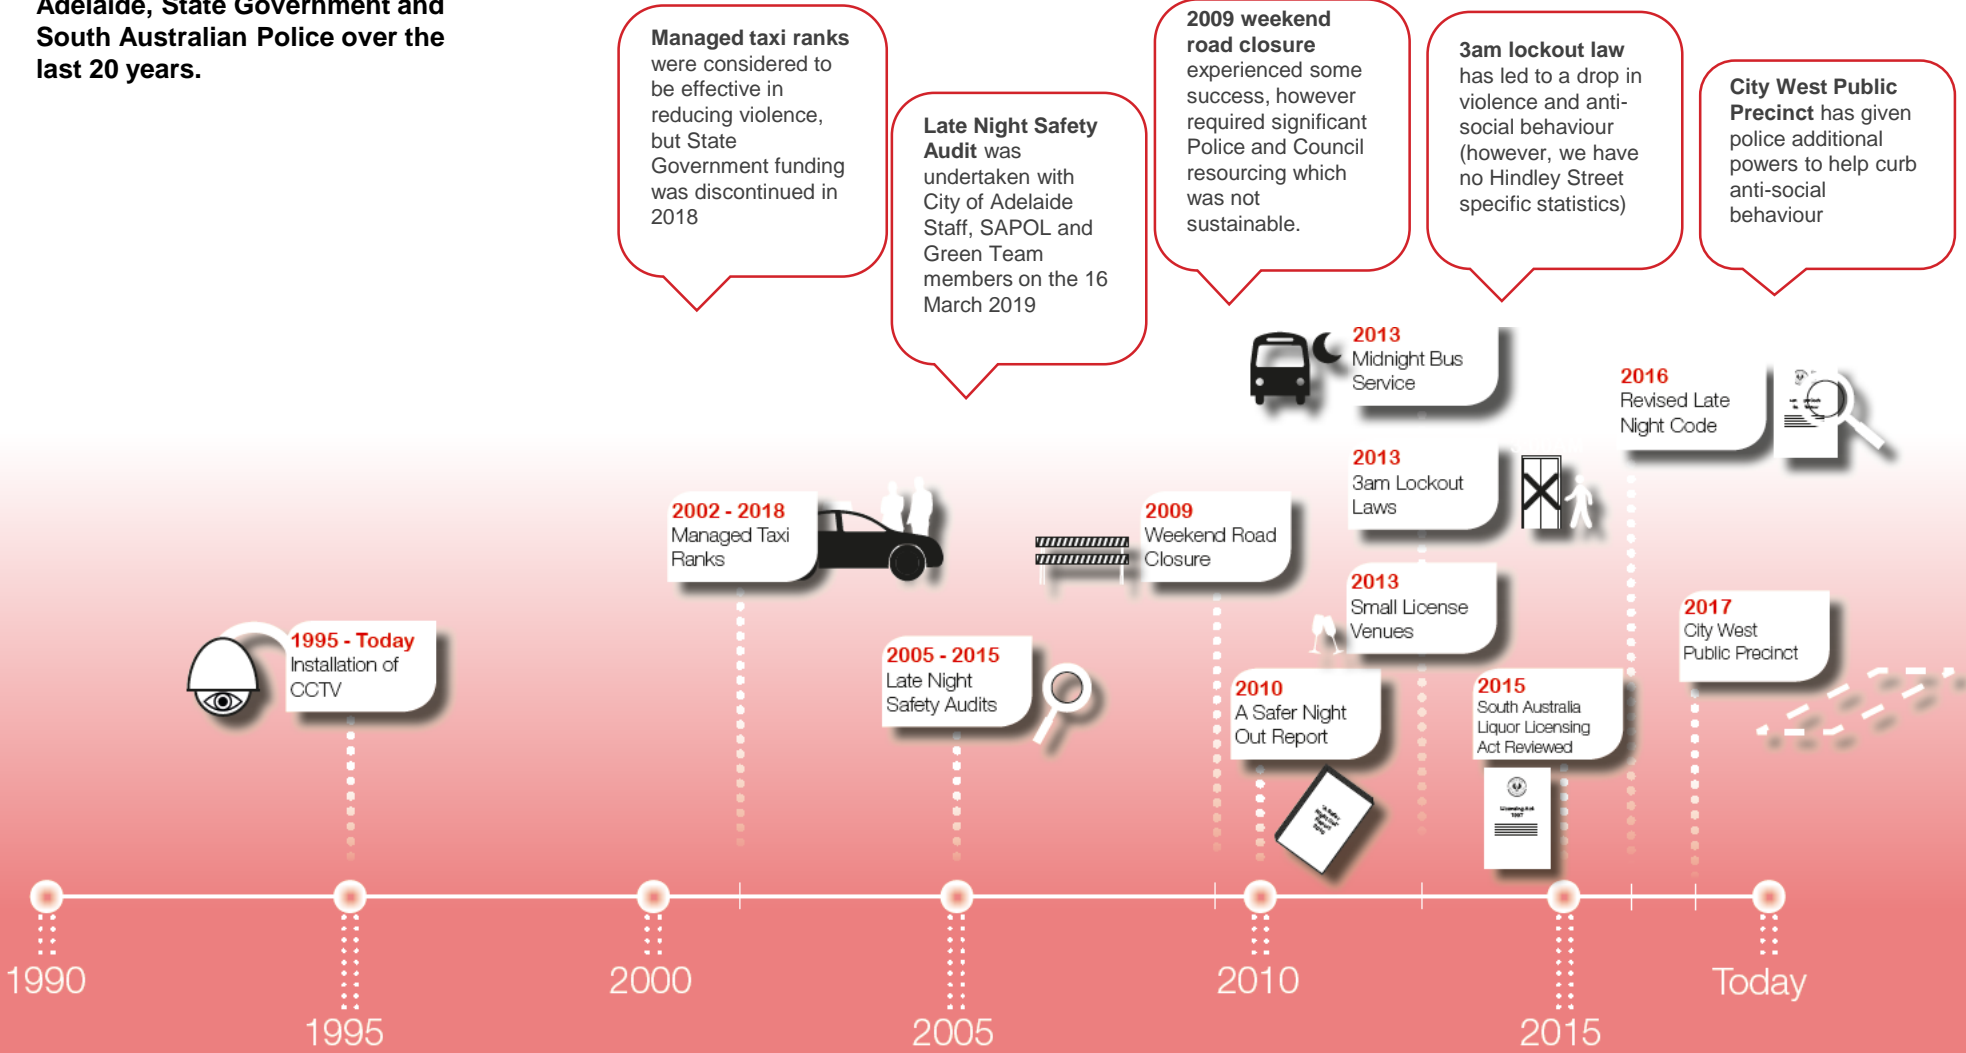 Adelaide, State Government and
South Australian Police over the
last 20 years.
Managed taxi ranks
were considered to
be effective in
reducing violence,
but State
Government funding
was discontinued in
2018
Late Night Safety
Audit was
undertaken with
City of Adelaide
Staff, SAPOL and
Green Team
members on the 16
March 2019
2009 weekend
road closure
experienced some
success, however
required significant
Police and Council
resourcing which
was not
sustainable.
3am lockout law
has led to a drop in
violence and anti-
social behaviour
(however, we have
no Hindley Street
specific statistics)
City West Public
Precinct has given
police additional
powers to help curb
anti-social
behaviour
1995 - Today
Installation of
CCTV
2002 - 2018
Managed Taxi
Ranks
2005 - 2015
Late Night
Safety Audits
2009
Weekend Road
Closure
2010
A Safer Night
Out Report
"A Safer
Night Out"
Report
2010
2013
Midnight Bus
Service
2013
3am Lockout
Laws
2013
Small License
Venues
2015
South Australia
Liquor Licensing
Act Reviewed
Licensing Act
1997
2016
Revised Late
Night Code
2017
City West
Public Precinct
1990
1995
2000
2005
2010
2015
Today